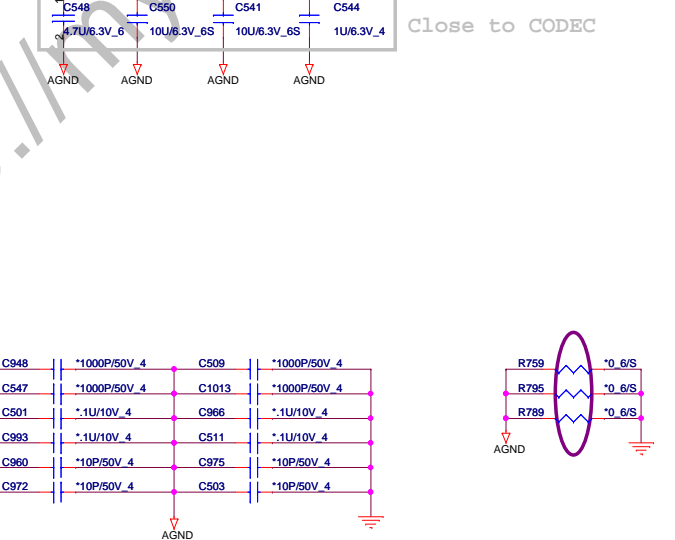 C548 C550 C541 C544
4.7U/6.3V_6 10U/6.3V_6S 10U/6.3V_6S 1U/6.3V_4
Close to CODEC
2
AGND AGND AGND AGND
C948 *1000P/50V_4 C509 *1000P/50V_4
C547 *1000P/50V_4 C1013 *1000P/50V_4
C501 *.1U/10V_4 C966 *.1U/10V_4
C993 *.1U/10V_4 C511 *.1U/10V_4
C960 *10P/50V_4 C975 *10P/50V_4
C972 *10P/50V_4 C503 *10P/50V_4
AGND
R759 *0_6/S
R795 *0_6/S
R789 *0_6/S
AGND